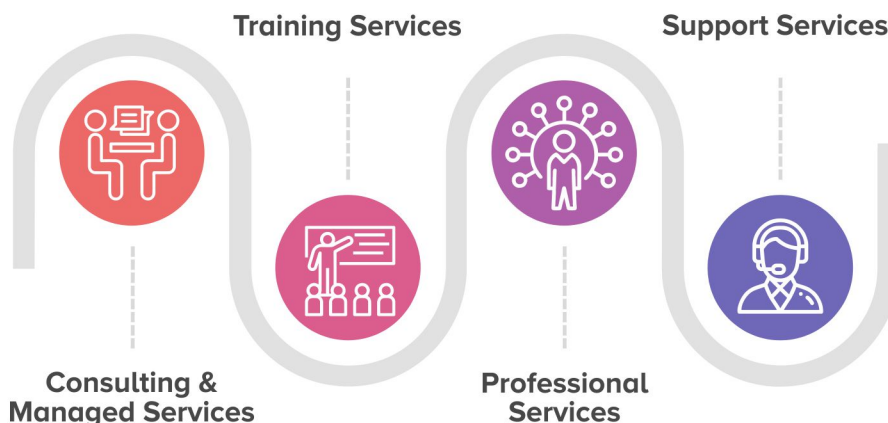 Training Services
Support Services
Consulting &
Managed Services
Professional
Services